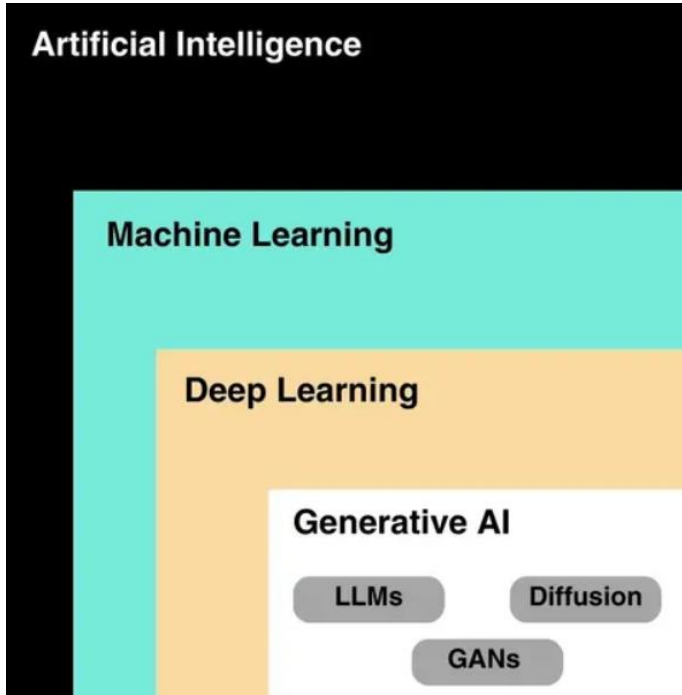 Artificial Intelligence
Machine Learning
Deep Learning
Generative AI
LLMs
Diffusion
GANs